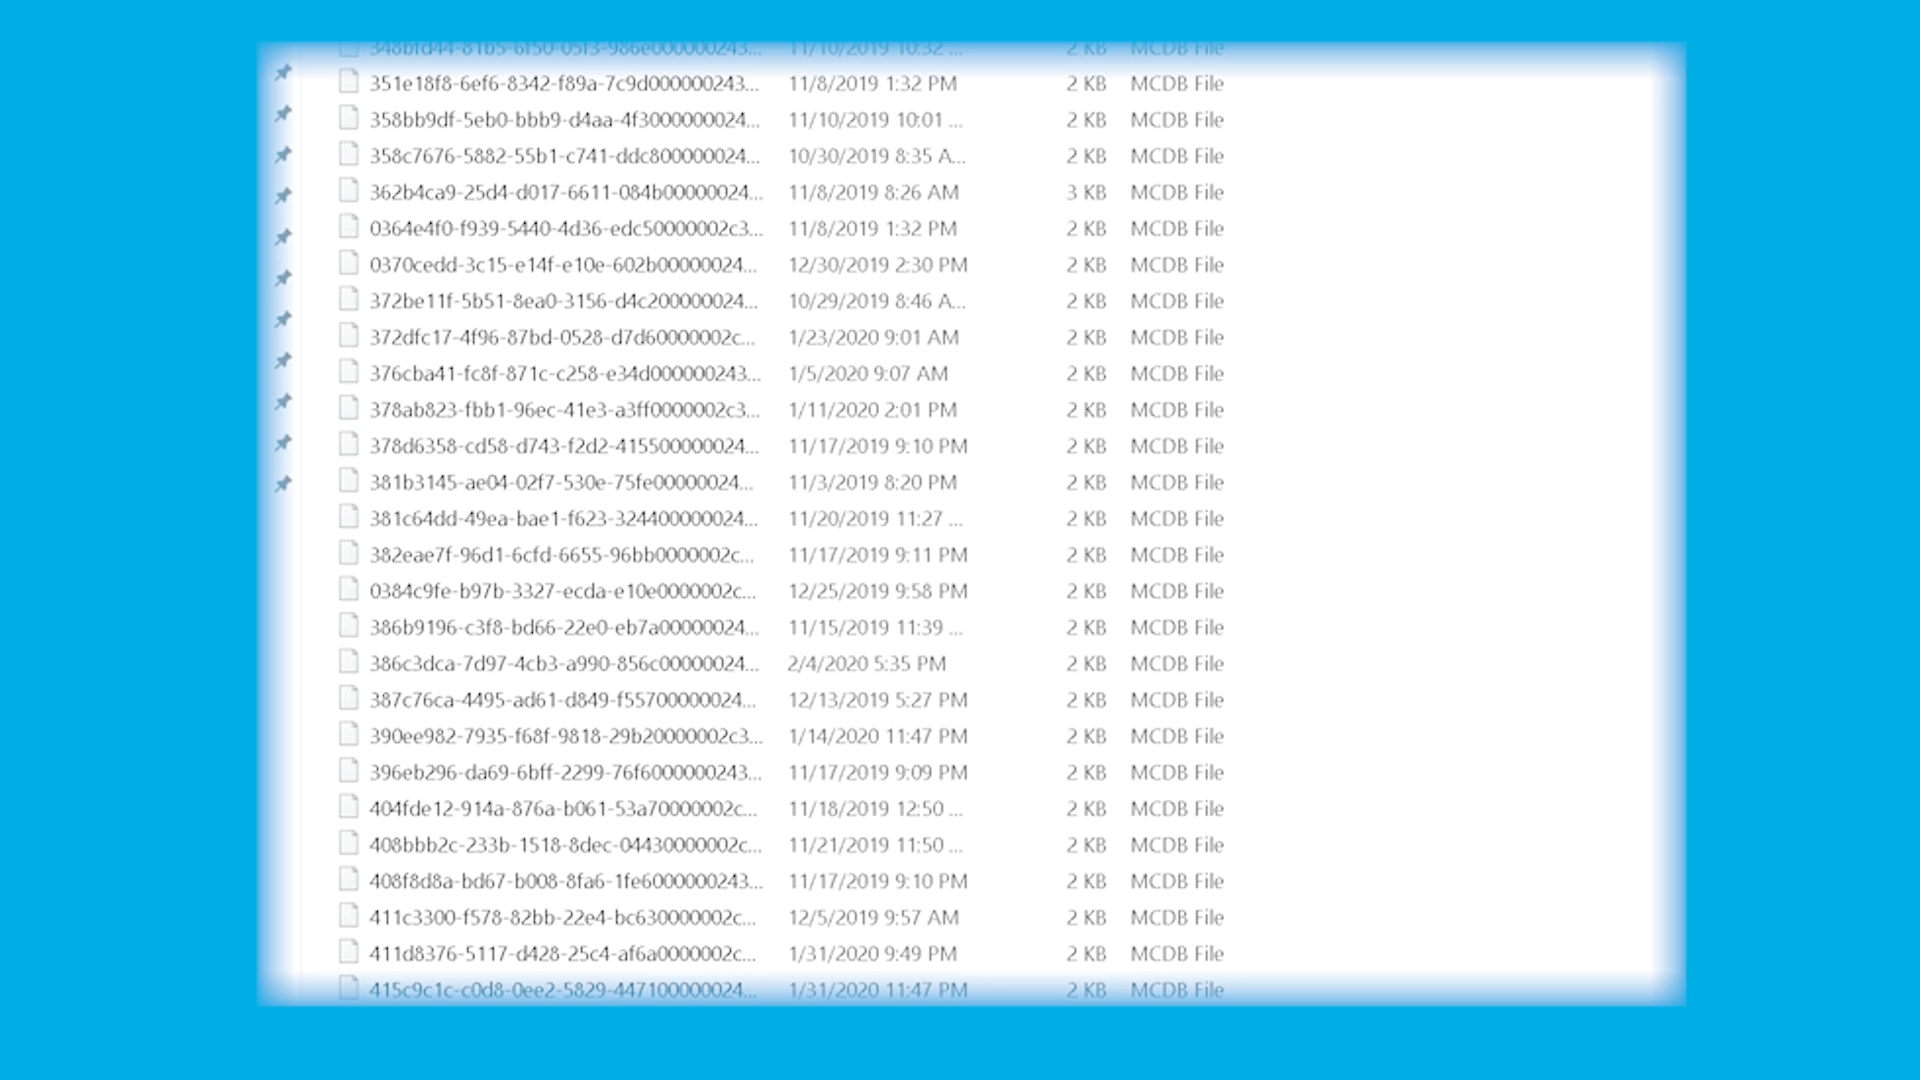 348bfd44-81b5-6f50-05f3-986e000000243... 11/10/2019 10:32 ... 2 KB MCDB File
351e18f8-6ef6-8342-f89a-7c9d000000243... 11/8/2019 1:32 PM 2 KB MCDB File
358bb9df-5eb0-bbb9-d4aa-4f3000000024... 11/10/2019 10:01 ... 2 KB MCDB File
358c7676-5882-55b1-c741-ddc800000024... 10/30/2019 8:35 A... 2 KB MCDB File
362b4ca9-25d4-d017-6611-084b00000024... 11/8/2019 8:26 AM 3 KB MCDB File
0364e4f0-f939-5440-4d36-edc50000002c3... 11/8/2019 1:32 PM 2 KB MCDB File
0370cedd-3c15-e14f-e10e-602b00000024... 12/30/2019 2:30 PM 2 KB MCDB File
372be11f-5b51-8ea0-3156-d4c200000024... 10/29/2019 8:46 A... 2 KB MCDB File
372dfc17-4f96-87bd-0528-d7d60000002c... 1/23/2020 9:01 AM 2 KB MCDB File
376cba41-fc8f-871c-c258-e34d000000243... 1/5/2020 9:07 AM 2 KB MCDB File
378ab823-fbb1-96ec-41e3-a3ff0000002c3... 1/11/2020 2:01 PM 2 KB MCDB File
378d6358-cd58-d743-f2d2-415500000024... 11/17/2019 9:10 PM 2 KB MCDB File
381b3145-ae04-02f7-530e-75fe00000024... 11/3/2019 8:20 PM 2 KB MCDB File
381c64dd-49ea-bae1-f623-324400000024... 11/20/2019 11:27 ... 2 KB MCDB File
382eae7f-96d1-6cfd-6655-96bb0000002c... 11/17/2019 9:11 PM 2 KB MCDB File
0384c9fe-b97b-3327-ecda-e10e0000002c... 12/25/2019 9:58 PM 2 KB MCDB File
386b9196-c3f8-bd66-22e0-eb7a00000024... 11/15/2019 11:39 ... 2 KB MCDB File
386c3dca-7d97-4cb3-a990-856c00000024... 2/4/2020 5:35 PM 2 KB MCDB File
387c76ca-4495-ad61-d849-f55700000024... 12/13/2019 5:27 PM 2 KB MCDB File
390ee982-7935-f68f-9818-29b20000002c3... 1/14/2020 11:47 PM 2 KB MCDB File
396eb296-da69-6bff-2299-76f6000000243... 11/17/2019 9:09 PM 2 KB MCDB File
404fde12-914a-876a-b061-53a70000002c... 11/18/2019 12:50 ... 2 KB MCDB File
408bbb2c-233b-1518-8dec-04430000002c... 11/21/2019 11:50 ... 2 KB MCDB File
408f8d8a-bd67-b008-8fa6-1fe6000000243... 11/17/2019 9:10 PM 2 KB MCDB File
411c3300-f578-82bb-22e4-bc630000002c... 12/5/2019 9:57 AM 2 KB MCDB File
411d8376-5117-d428-25c4-af6a0000002c... 1/31/2020 9:49 PM 2 KB MCDB File
415c9c1c-c0d8-0ee2-5829-447100000024... 1/31/2020 11:47 PM 2 KB MCDB File